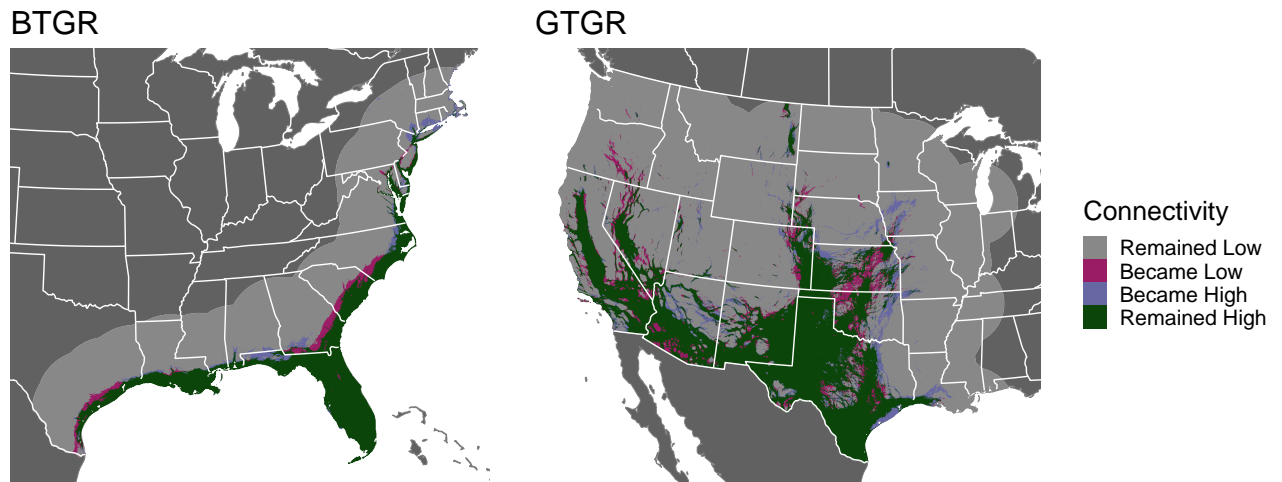 BTGR
GTGR
Connectivity
Remained Low
Became Low
Became High
Remained High